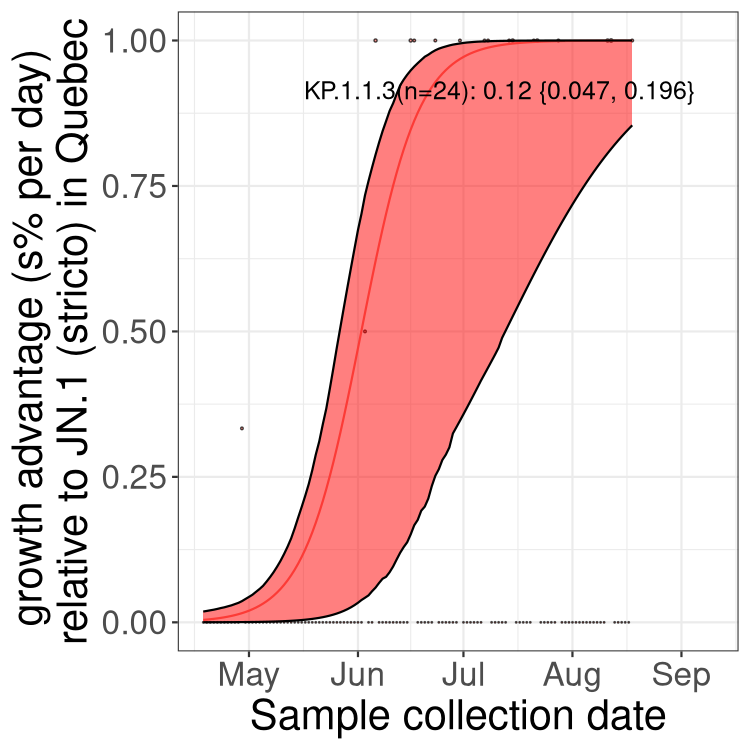 growth advantage (s% per day)
relative to JN.1 (stricto) in Quebec
1.00
0.75
0.50
0.25
0.00
KP.1.1.3(n=24): 0.12 {0.047, 0.196}
May Jun Jul Aug Sep
Sample collection date